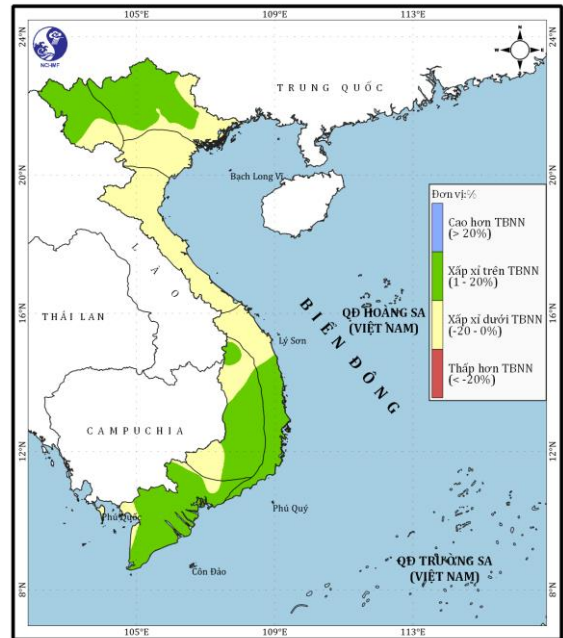 105°E 109°E 113°E
24°N
20°N
16°N
12°N
8°N
NCHMF
N
W E
S
TRUNG QUỐC
Bạch Long Vĩ
LÀO
THÁI LAN
CAMPUCHIA
BIỂN ĐÔNG
QĐ HOÀNG SA
(VIỆT NAM)
Lý Sơn
Phú Quý
Phú Quốc
Côn Đảo
QĐ TRƯỜNG SA
(VIỆT NAM)
Đơn vị:%
Cao hơn TBNN
(> 20%)
Xấp xỉ trên TBNN
(1 - 20%)
Xấp xỉ dưới TBNN
(-20 - 0%)
Thấp hơn TBNN
(< -20%)
24°N
20°N
16°N
12°N
8°N
105°E 109°E 113°E